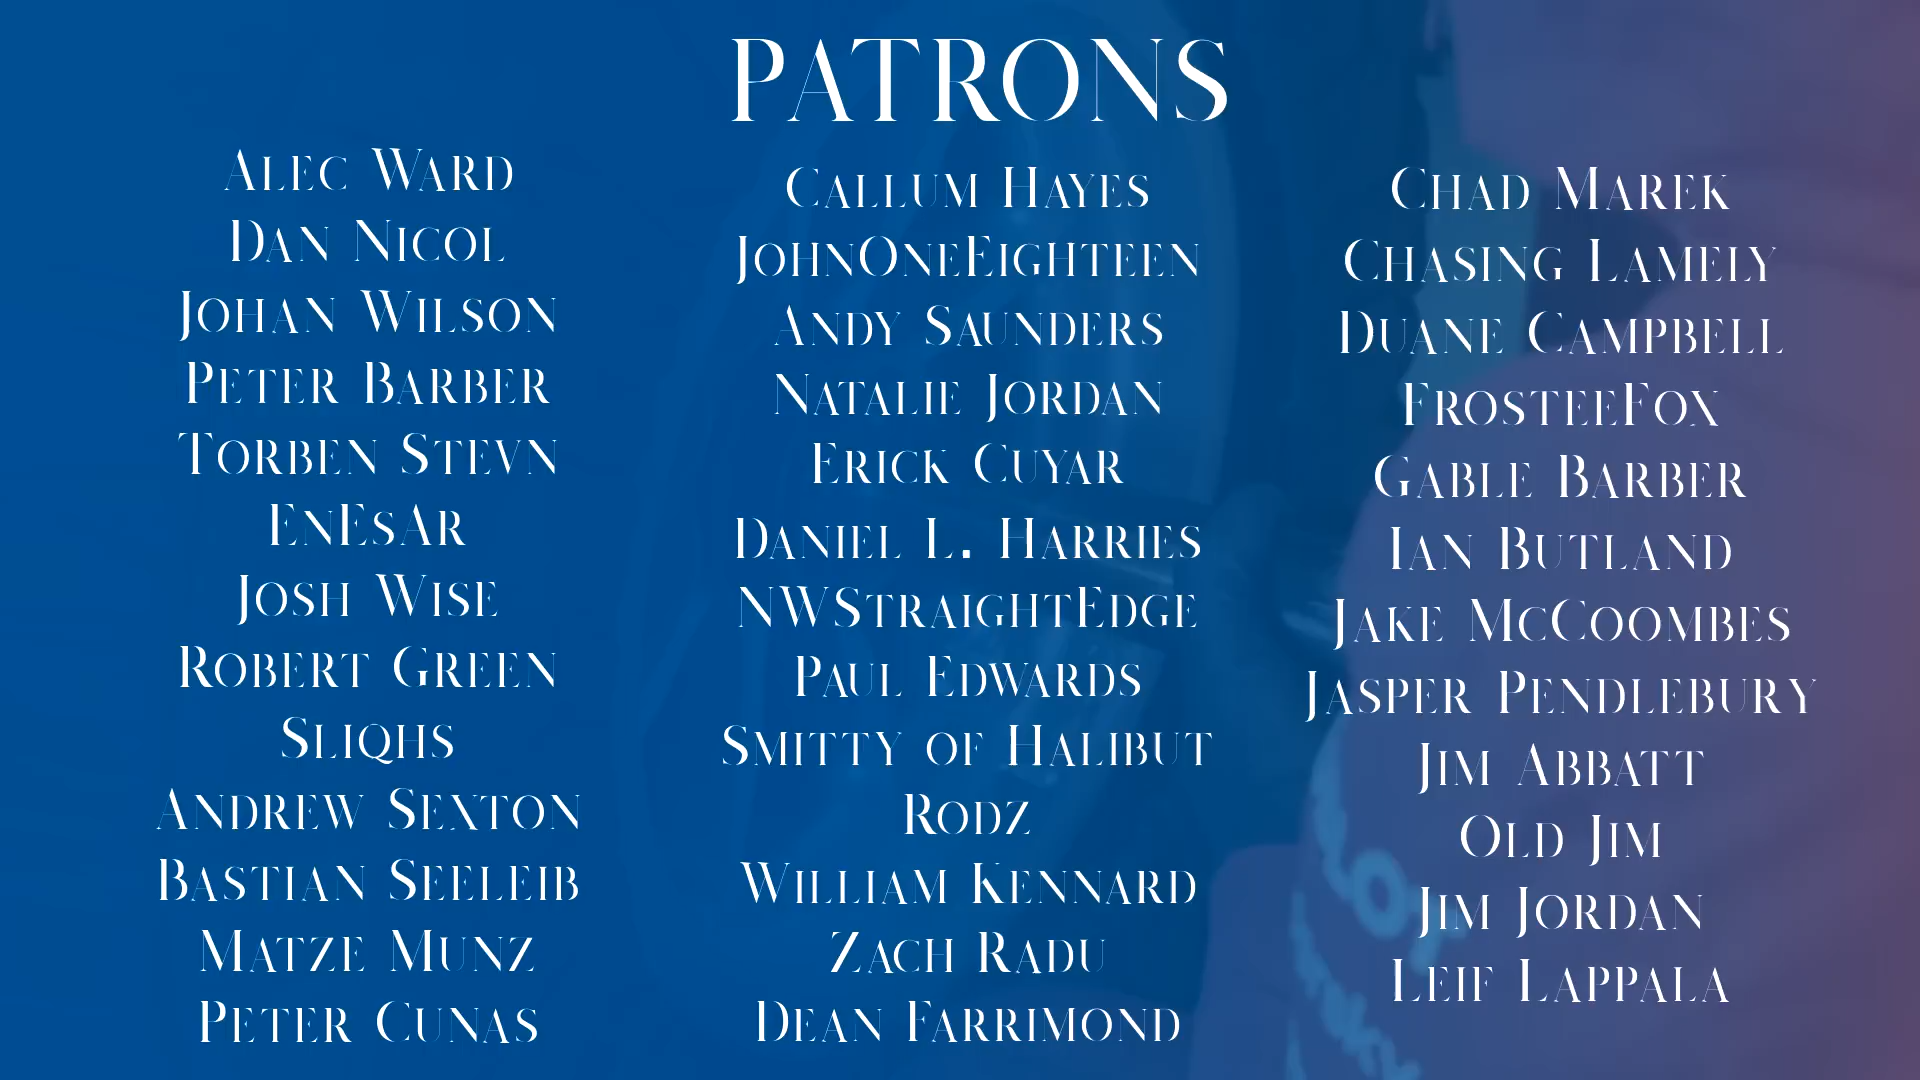 PATRONS
Alec Ward
Dan Nicol
Johan Wilson
Peter Barber
Torben Stevn
EnEsAr
Josh Wise
Robert Green
Sliqhs
Andrew Sexton
Bastian Seeleib
Matze Munz
Peter Cunas
Callum Hayes
JohnOneEighteen
Andy Saunders
Natalie Jordan
Erick Cuyar
Daniel L. Harries
NWStraightEdge
Paul Edwards
Smitty of Halibut
Rodz
William Kennard
Zach Radu
Dean Farrimond
Chad Marek
Chasing Lamely
Duane Campbell
FrosteeFox
Gable Barber
Ian Butland
Jake McCoombes
Jasper Pendlebury
Jim Abbatt
Old Jim
Jim Jordan
Leif Lappala